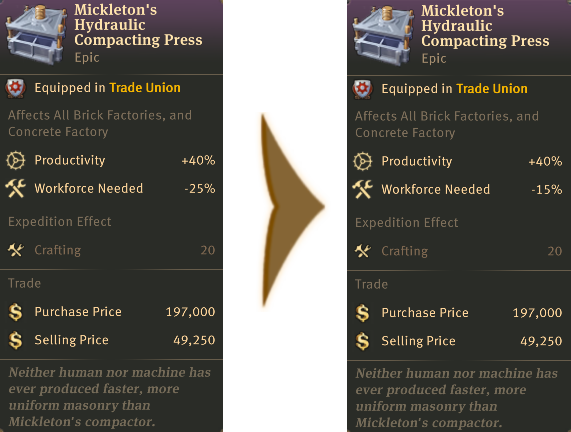 Mickleton's
Hydraulic
Compacting Press
Epic
Equipped in Trade Union
Affects All Brick Factories, and
Concrete Factory
Productivity +40%
Workforce Needed -25%
Expedition Effect
Crafting 20
Trade
Purchase Price 197,000
Selling Price 49,250
Neither human nor machine has
ever produced faster, more
uniform masonry than
Mickleton's compactor.
Mickleton's
Hydraulic
Compacting Press
Epic
Equipped in Trade Union
Affects All Brick Factories, and
Concrete Factory
Productivity +40%
Workforce Needed -15%
Expedition Effect
Crafting 20
Trade
Purchase Price 197,000
Selling Price 49,250
Neither human nor machine has
ever produced faster, more
uniform masonry than
Mickleton's compactor.